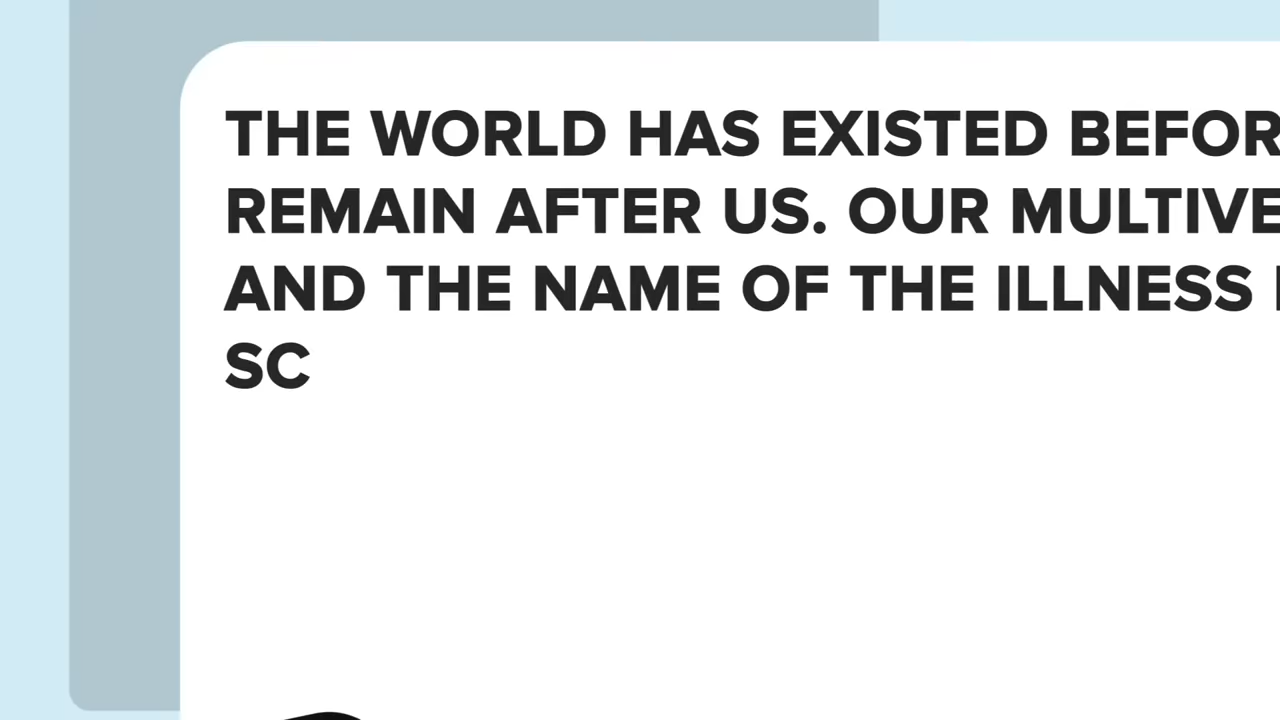 THE WORLD HAS EXISTED BEFOR
REMAIN AFTER US. OUR MULTIVE
AND THE NAME OF THE ILLNESS
SC